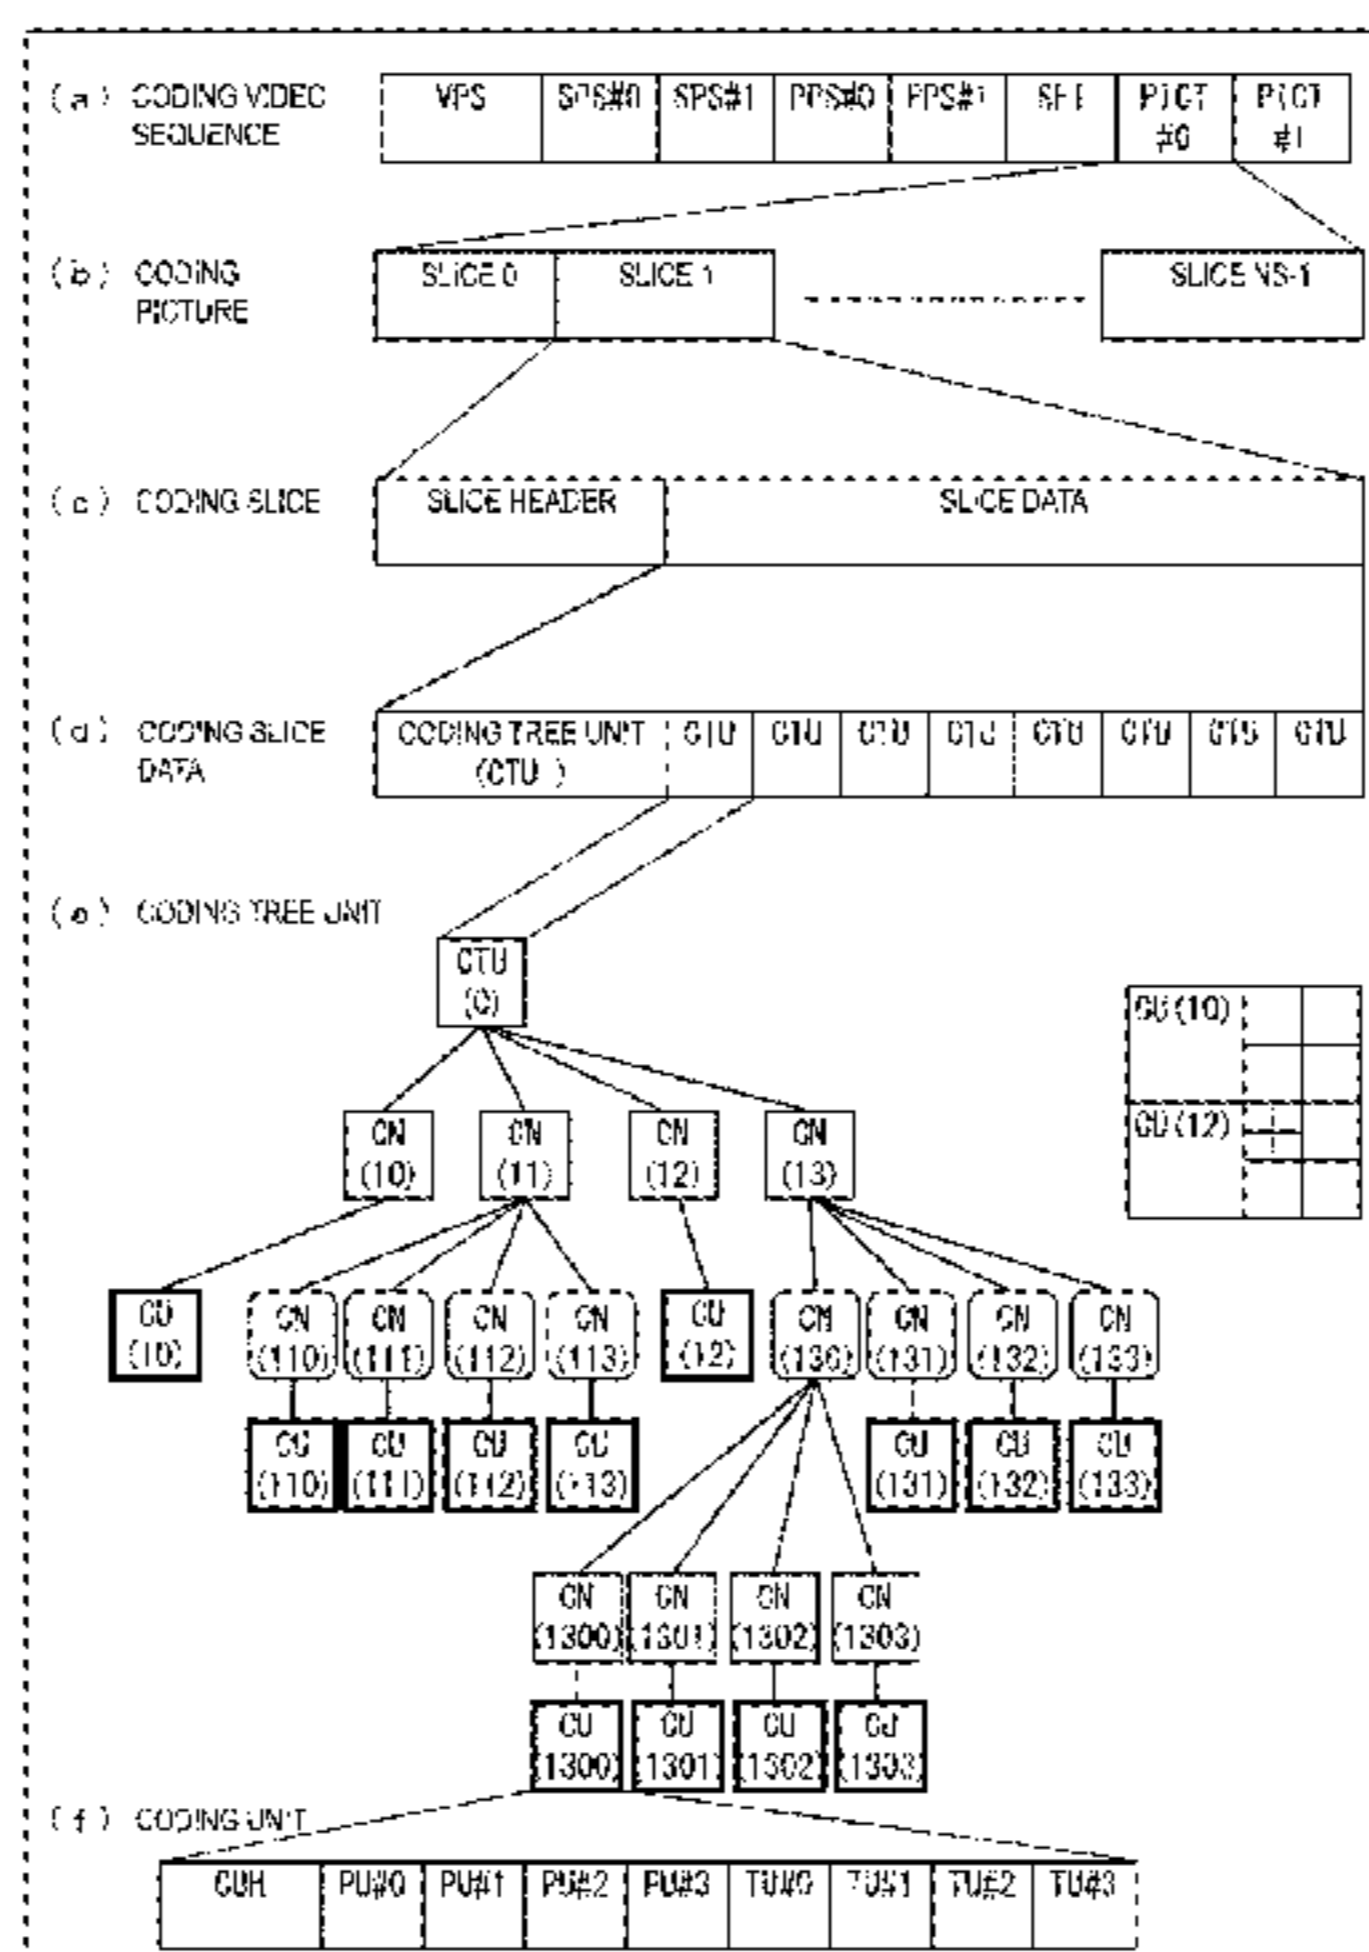 (a) CODING VIDEO
SEQUENCE
VPS SPS#0 SPS#1 PPS#0 PPS#1 SEI PICT
#0 PICT
#1
(b) CODING
PICTURE
SLICE 0 SLICE 1 SLICE NS-1
(c) CODING SLICE
SLICE HEADER SLICE DATA
(d) CODING SLICE
DATA
CODING TREE UNIT
(CTU )
CTU CTU CTU CTU CTU CTU CTU CTU
(e) CODING TREE UNIT
CTU
(0)
CU(10)
CU(12)
CN
(10)
CN
(11)
CN
(12)
CN
(13)
CU
(10)
CN
(110)
CN
(111)
CN
(112)
CN
(113)
CU
(12)
CN
(130)
CN
(131)
CN
(132)
CN
(133)
CU
(110)
CU
(111)
CU
(112)
CU
(113)
CU
(131)
CU
(132)
CU
(133)
CN
(1300)
CN
(1301)
CN
(1302)
CN
(1303)
CU
(1300)
CU
(1301)
CU
(1302)
CU
(1303)
(f) CODING UNIT
CUH PU#0 PU#1 PU#2 PU#3 TU#0 TU#1 TU#2 TU#3